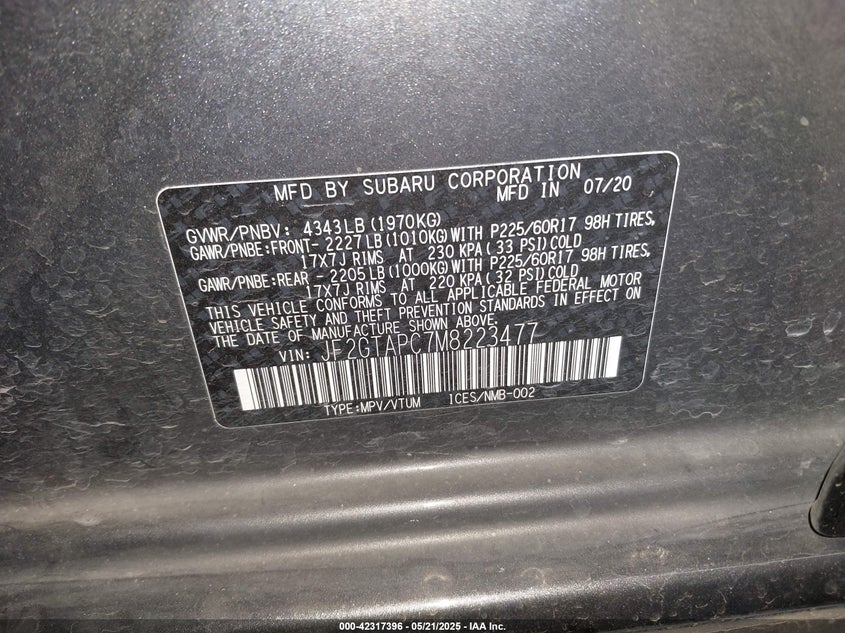 MFD BY SUBARU CORPORATION
MFD IN 07/20
GVWR/PNBV: 4343LB(1970KG)
GAWR/PNBE:FRONT- 2227LB(1010KG)WITH P225/60R17 98H TIRES,
17X7J RIMS AT 230 KPA(33 PSI)COLD
GAWR/PNBE:REAR - 2205LB(1000KG)WITH P225/60R17 98H TIRES,
17X7J RIMS AT 220 KPA(32 PSI)COLD
THIS VEHICLE CONFORMS TO ALL APPLICABLE FEDERAL MOTOR
VEHICLE SAFETY AND THEFT PREVENTION STANDARDS IN EFFECT ON
THE DATE OF MANUFACTURE SHOWN ABOVE.
VIN: JF2GTAPC7M8223477
TYPE:MPV/VTUM ICES/NMB-002
000-42317396 - 05/21/2025 - IAA Inc.